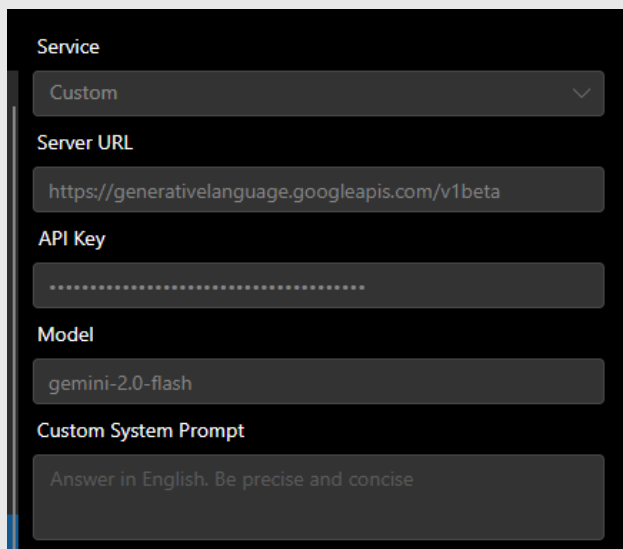 Service
Custom
Server URL
https://generativelanguage.googleapis.com/v1beta
API Key
•••••••••••••••••••••••••••••••••••••••
Model
gemini-2.0-flash
Custom System Prompt
Answer in English. Be precise and concise